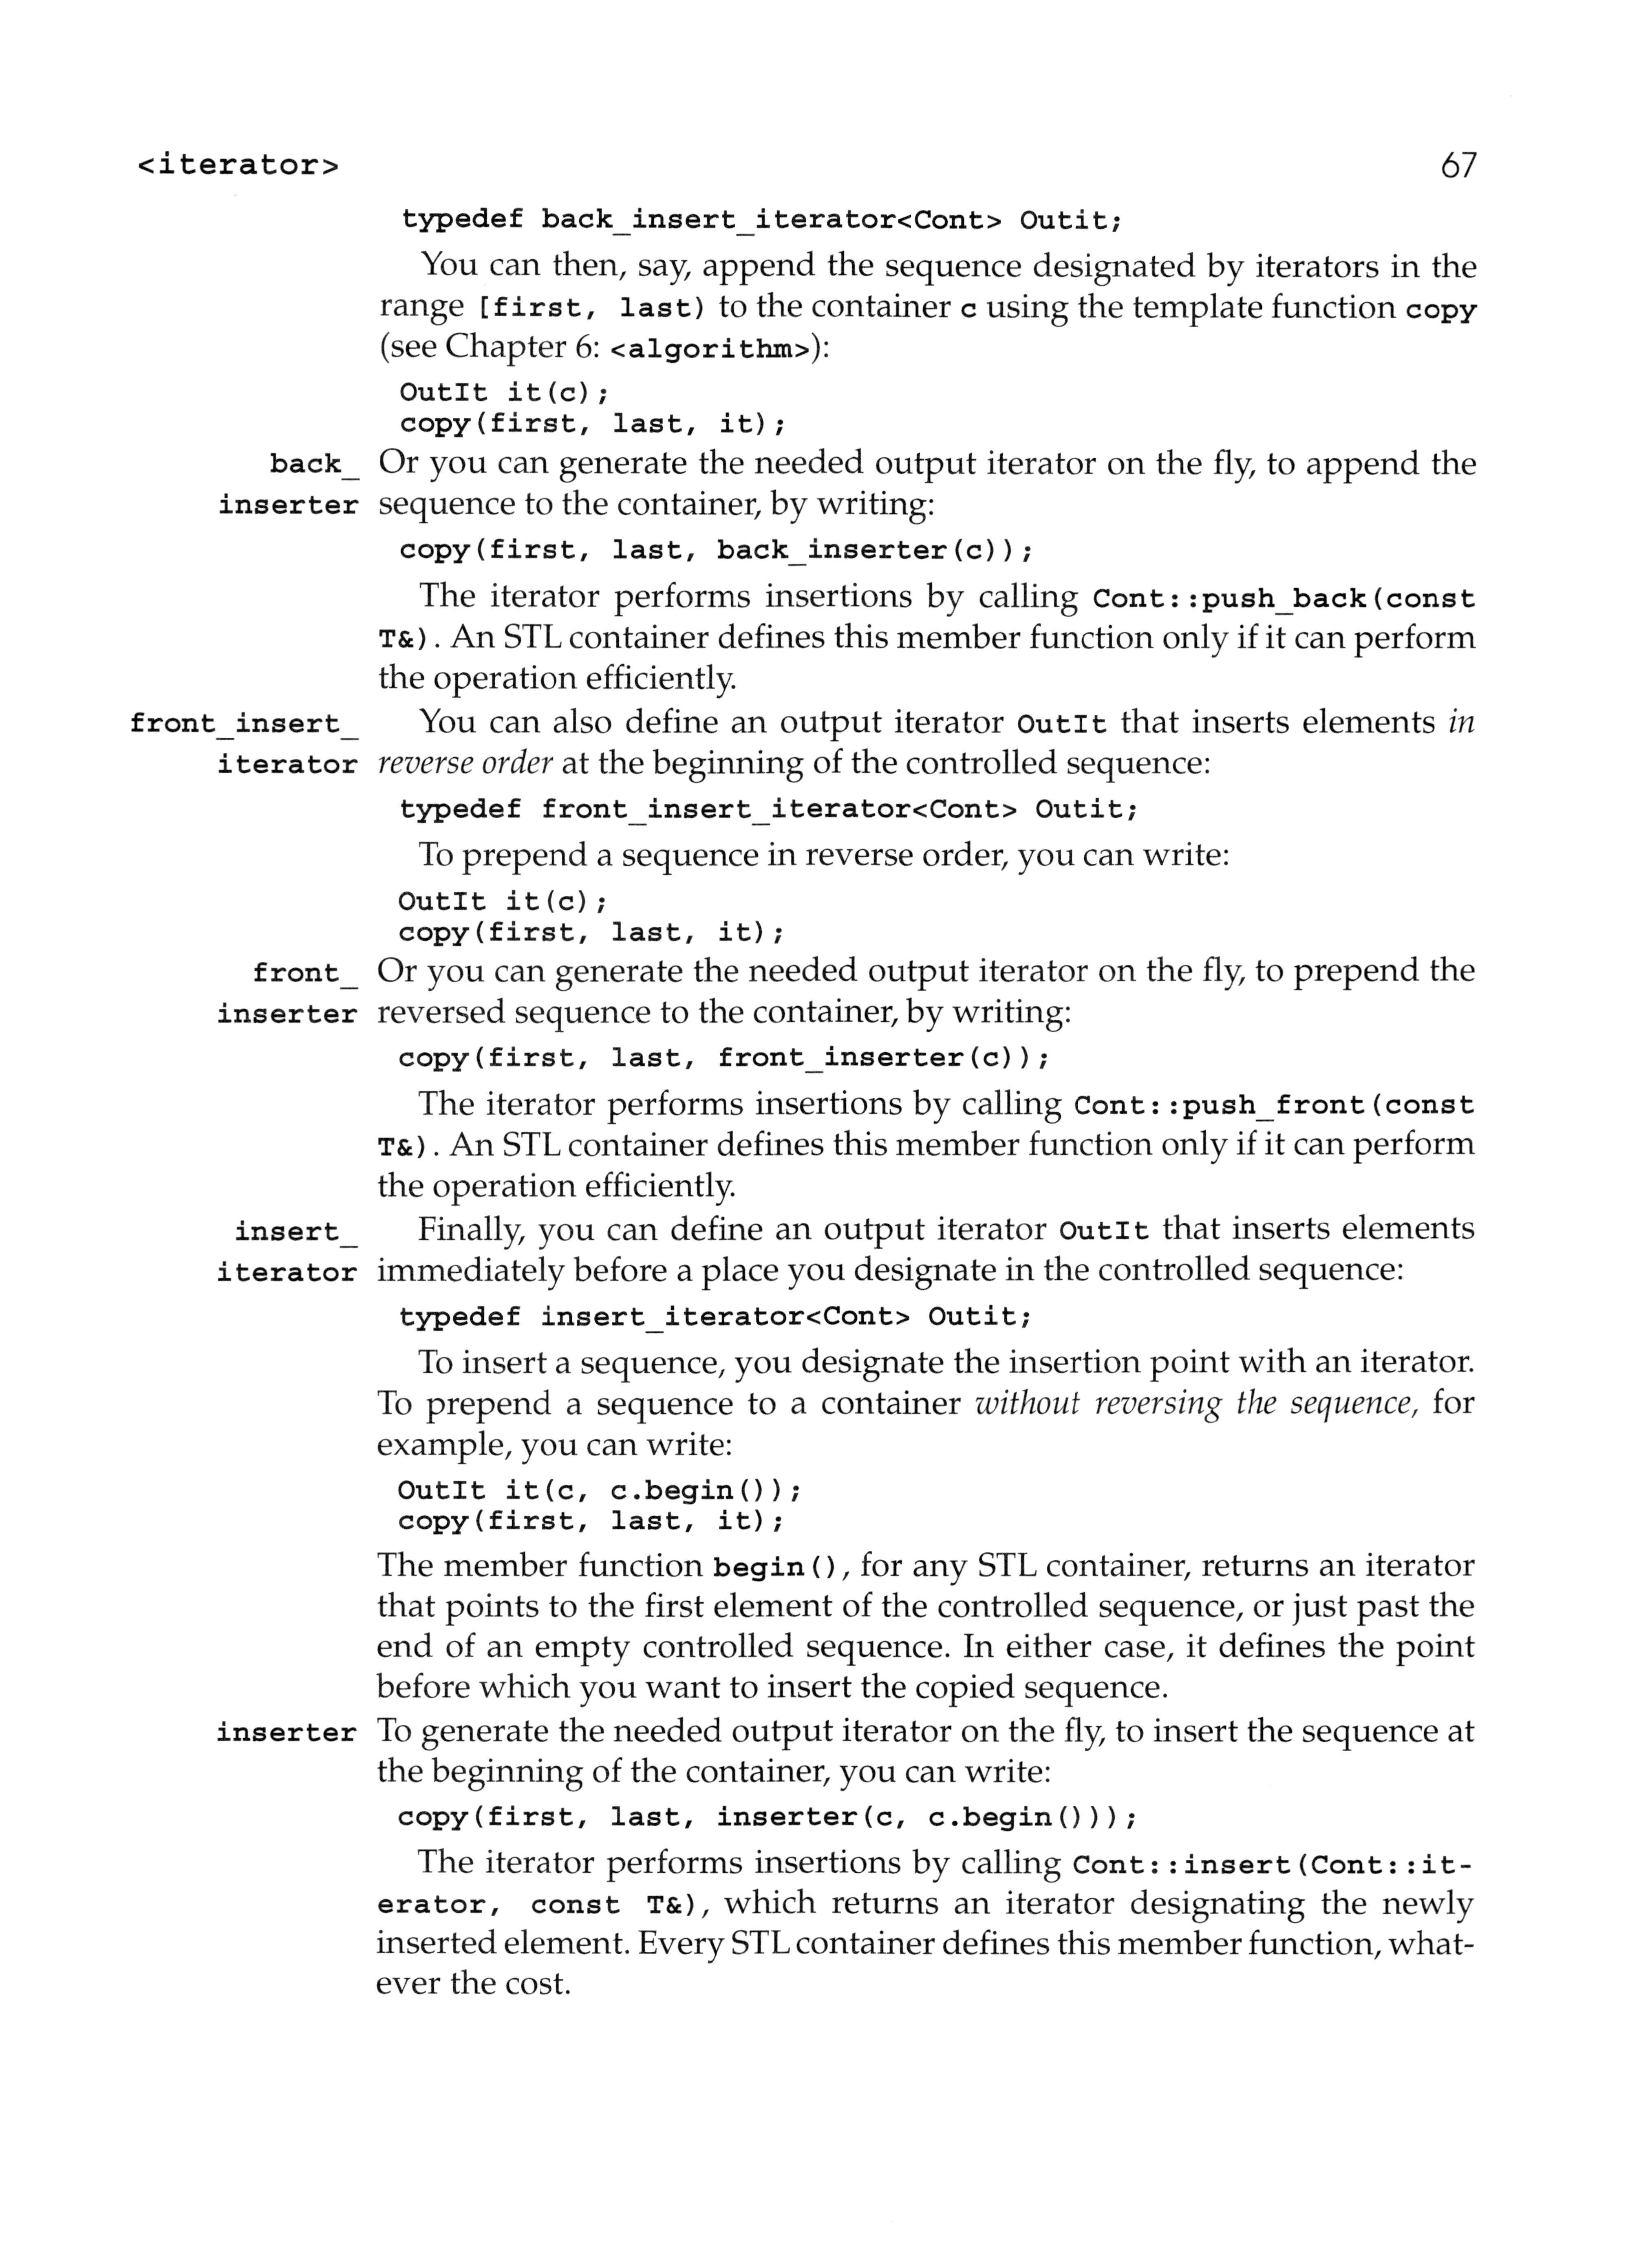 <iterator> 67
typedef back_insert_iterator<Cont> Outit;
You can then, say, append the sequence designated by iterators in the
range [first, last) to the container c using the template function copy
(see Chapter 6: <algorithm>):
OutIt it(c);
copy(first, last, it);
back_ Or you can generate the needed output iterator on the fly, to append the
inserter sequence to the container, by writing:
copy(first, last, back_inserter(c));
The iterator performs insertions by calling Cont::push_back(const
T&). An STL container defines this member function only if it can perform
the operation efficiently.
front_insert_ You can also define an output iterator OutIt that inserts elements in
iterator reverse order at the beginning of the controlled sequence:
typedef front_insert_iterator<Cont> Outit;
To prepend a sequence in reverse order, you can write:
OutIt it(c);
copy(first, last, it);
front_ Or you can generate the needed output iterator on the fly, to prepend the
inserter reversed sequence to the container, by writing:
copy(first, last, front_inserter(c));
The iterator performs insertions by calling Cont::push_front(const
T&). An STL container defines this member function only if it can perform
the operation efficiently.
insert_ Finally, you can define an output iterator OutIt that inserts elements
iterator immediately before a place you designate in the controlled sequence:
typedef insert_iterator<Cont> Outit;
To insert a sequence, you designate the insertion point with an iterator.
To prepend a sequence to a container without reversing the sequence, for
example, you can write:
OutIt it(c, c.begin());
copy(first, last, it);
The member function begin(), for any STL container, returns an iterator
that points to the first element of the controlled sequence, or just past the
end of an empty controlled sequence. In either case, it defines the point
before which you want to insert the copied sequence.
inserter To generate the needed output iterator on the fly, to insert the sequence at
the beginning of the container, you can write:
copy(first, last, inserter(c, c.begin()));
The iterator performs insertions by calling Cont::insert(Cont::it-
erator, const T&), which returns an iterator designating the newly
inserted element. Every STL container defines this member function, what-
ever the cost.